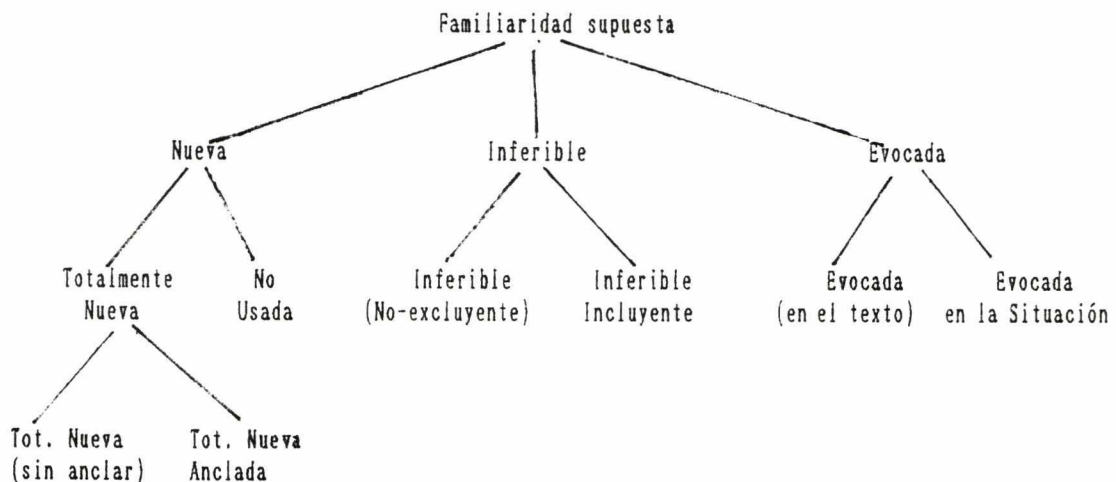 Familiaridad supuesta
Nueva
Inferible
Evocada
Totalmente
Nueva
No
Usada
Inferible
(No-excluyente)
Inferible
Incluyente
Evocada
(en el texto)
Evocada
en la Situación
Tot. Nueva
(sin anclar)
Tot. Nueva
Anclada